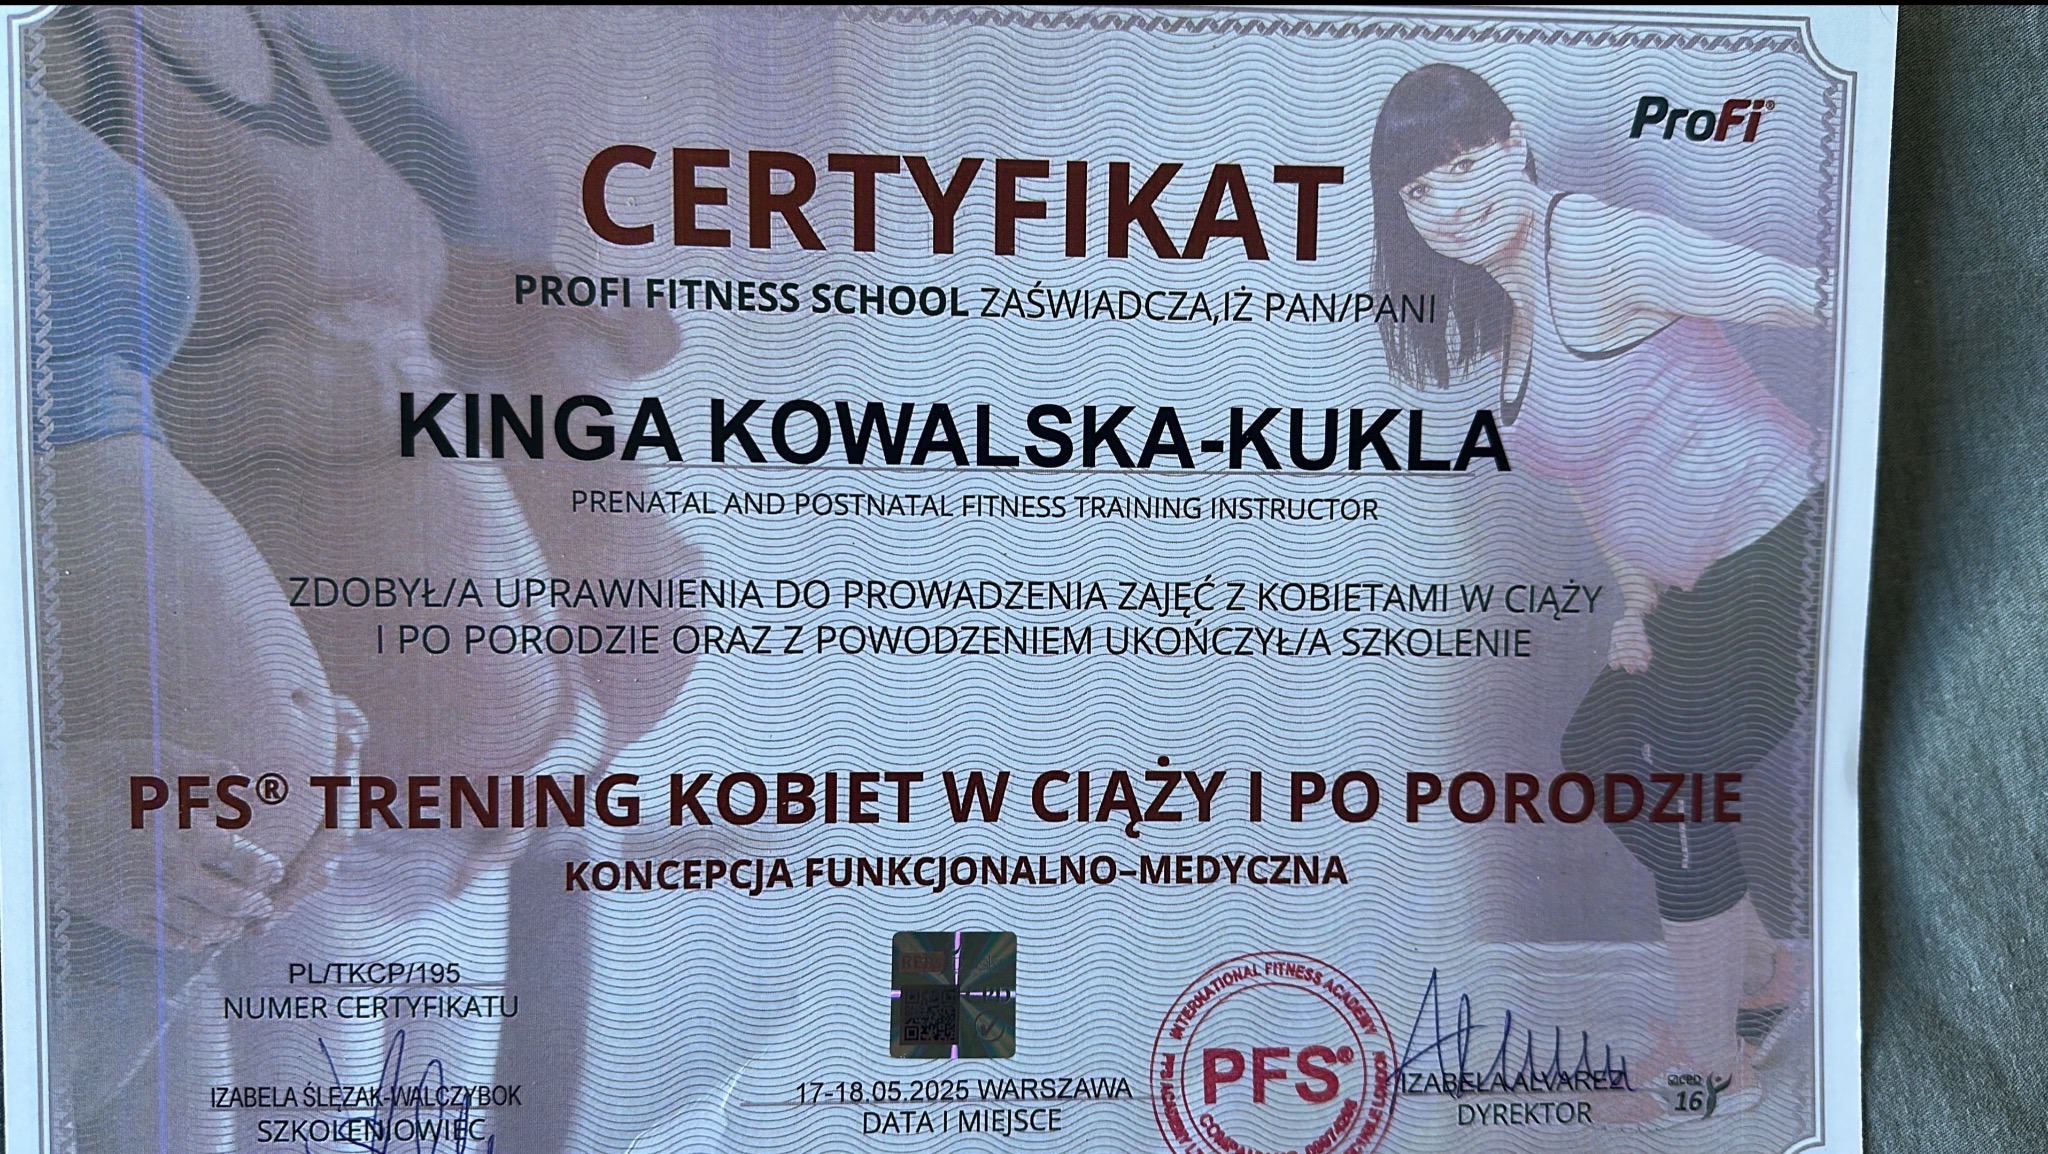 ProFi®
CERTYFIKAT
PROFI FITNESS SCHOOL ZAŚWIADCZA,IŻ PAN/PANI
KINGA KOWALSKA-KUKLA
PRENATAL AND POSTNATAL FITNESS TRAINING INSTRUCTOR
ZDOBYŁ/A UPRAWNIENIA DO PROWADZENIA ZAJĘĆ Z KOBIETAMI W CIĄŻY
I PO PORODZIE ORAZ Z POWODZENIEM UKOŃCZYŁ/A SZKOLENIE
PFS® TRENING KOBIET W CIĄŻY I PO PORODZIE
KONCEPCJA FUNKCJONALNO–MEDYCZNA
PL/TKCP/195
NUMER CERTYFIKATU
IZABELA ŚLĘZAK-WALCZYBOK
SZKOLENIOWIEC
REPs
CPD
17-18.05.2025 WARSZAWA
DATA I MIEJSCE
INTERNATIONAL FITNESS ACADEMY
PFS®
IZABELA ALVAREZ
DYREKTOR
16